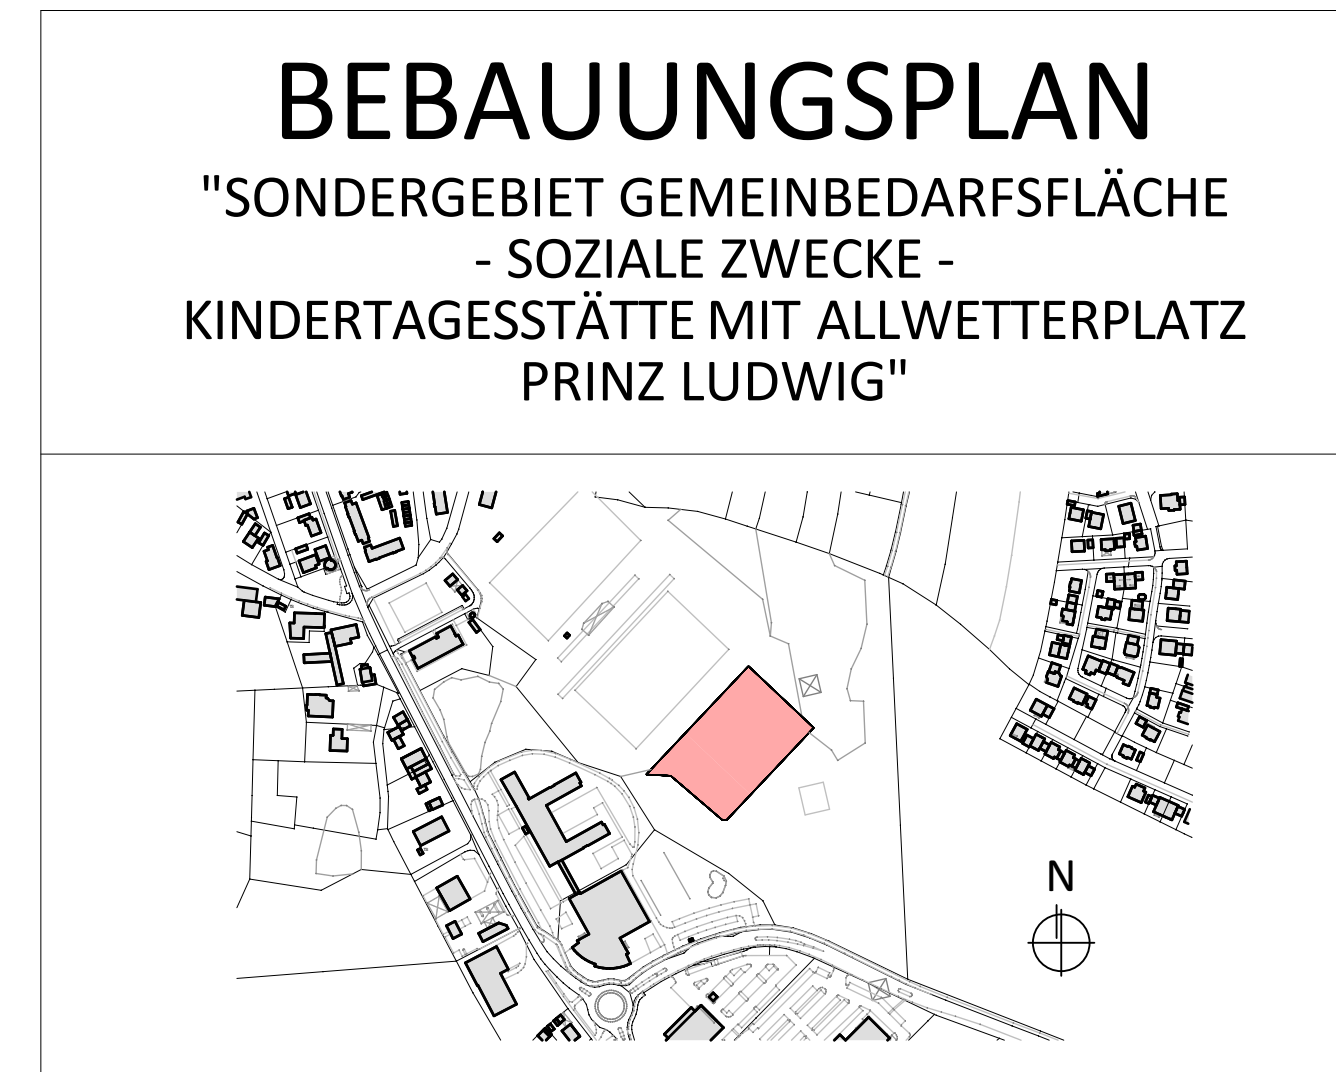 BEBAUUNGSPLAN
"SONDERGEBIET GEMEINBEDARFSFLÄCHE
- SOZIALE ZWECKE -
KINDERTAGESSTÄTTE MIT ALLWETTERPLATZ
PRINZ LUDWIG"
N